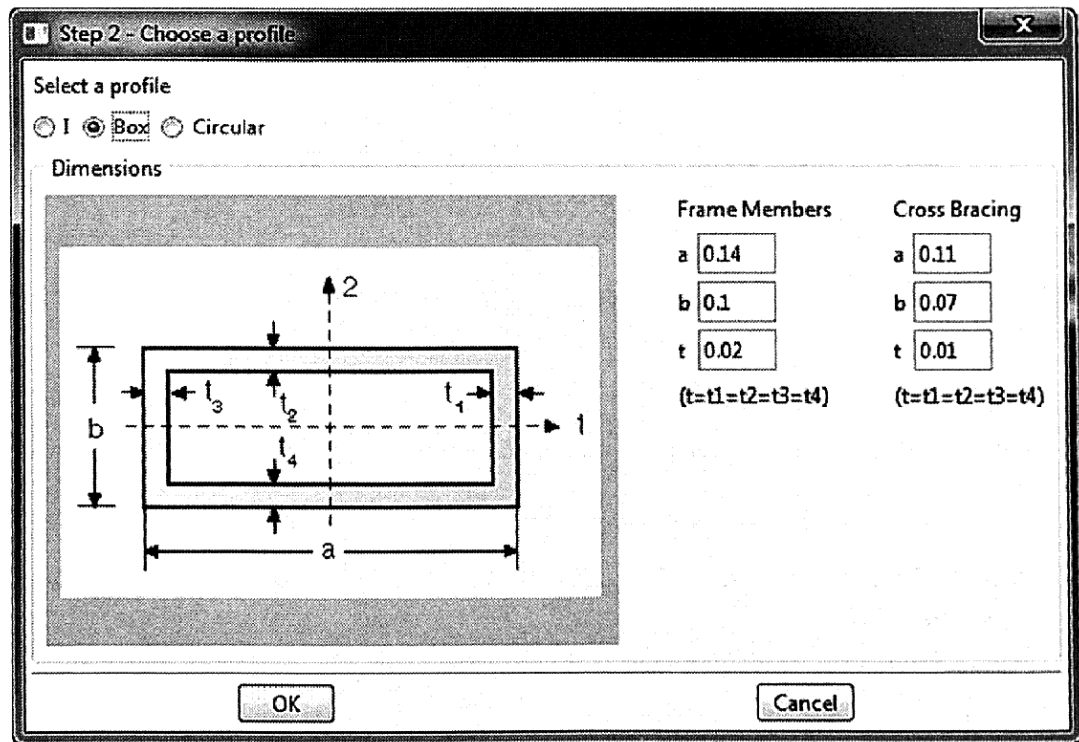 Step 2 - Choose a profile
x
Select a profile
I Box Circular
Dimensions
Frame Members
a 0.14
b 0.1
t 0.02
(t=t1=t2=t3=t4)
Cross Bracing
a 0.11
b 0.07
t 0.01
(t=t1=t2=t3=t4)
2
t3
t2
t1
1
b
t4
a
OK Cancel